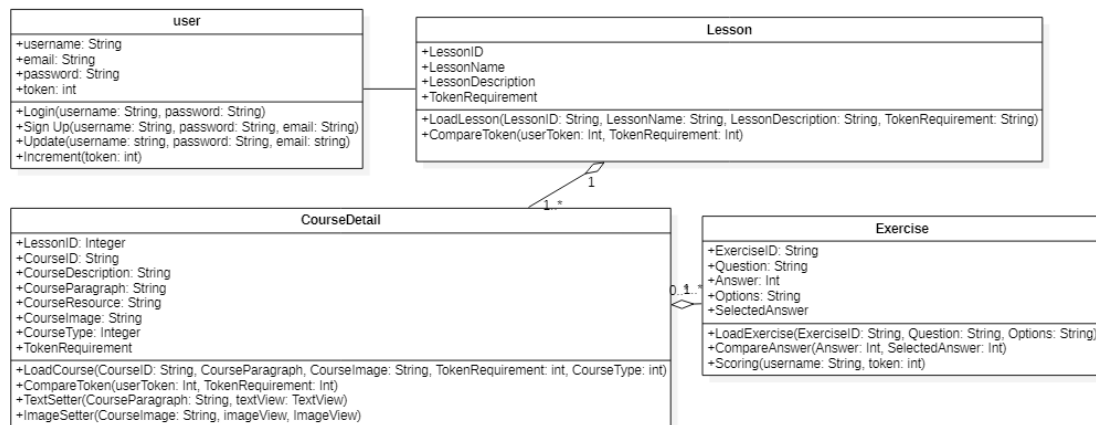 user
+username: String
+email: String
+password: String
+token: int
+Login(username: String, password: String)
+Sign Up(username: String, password: String, email: String)
+Update(username: string, password: String, email: string)
+Increment(token: int)
Lesson
+LessonID
+LessonName
+LessonDescription
+TokenRequirement
+LoadLesson(LessonID: String, LessonName: String, LessonDescription: String, TokenRequirement: String)
+CompareToken(userToken: Int, TokenRequirement: Int)
1
1..*
CourseDetail
+LessonID: Integer
+CourseID: String
+CourseDescription: String
+CourseParagraph: String
+CourseResource: String
+CourseImage: String
+CourseType: Integer
+TokenRequirement
+LoadCourse(CourseID: String, CourseParagraph, CourseImage: String, TokenRequirement: int, CourseType: int)
+CompareToken(userToken: Int, TokenRequirement: Int)
+TextSetter(CourseParagraph: String, textView: TextView)
+ImageSetter(CourseImage: String, imageView, ImageView)
Exercise
+ExerciseID: String
+Question: String
+Answer: Int
+Options: String
+SelectedAnswer
+LoadExercise(ExerciseID: String, Question: String, Options: String)
+CompareAnswer(Answer: Int, SelectedAnswer: Int)
+Scoring(username: String, token: int)